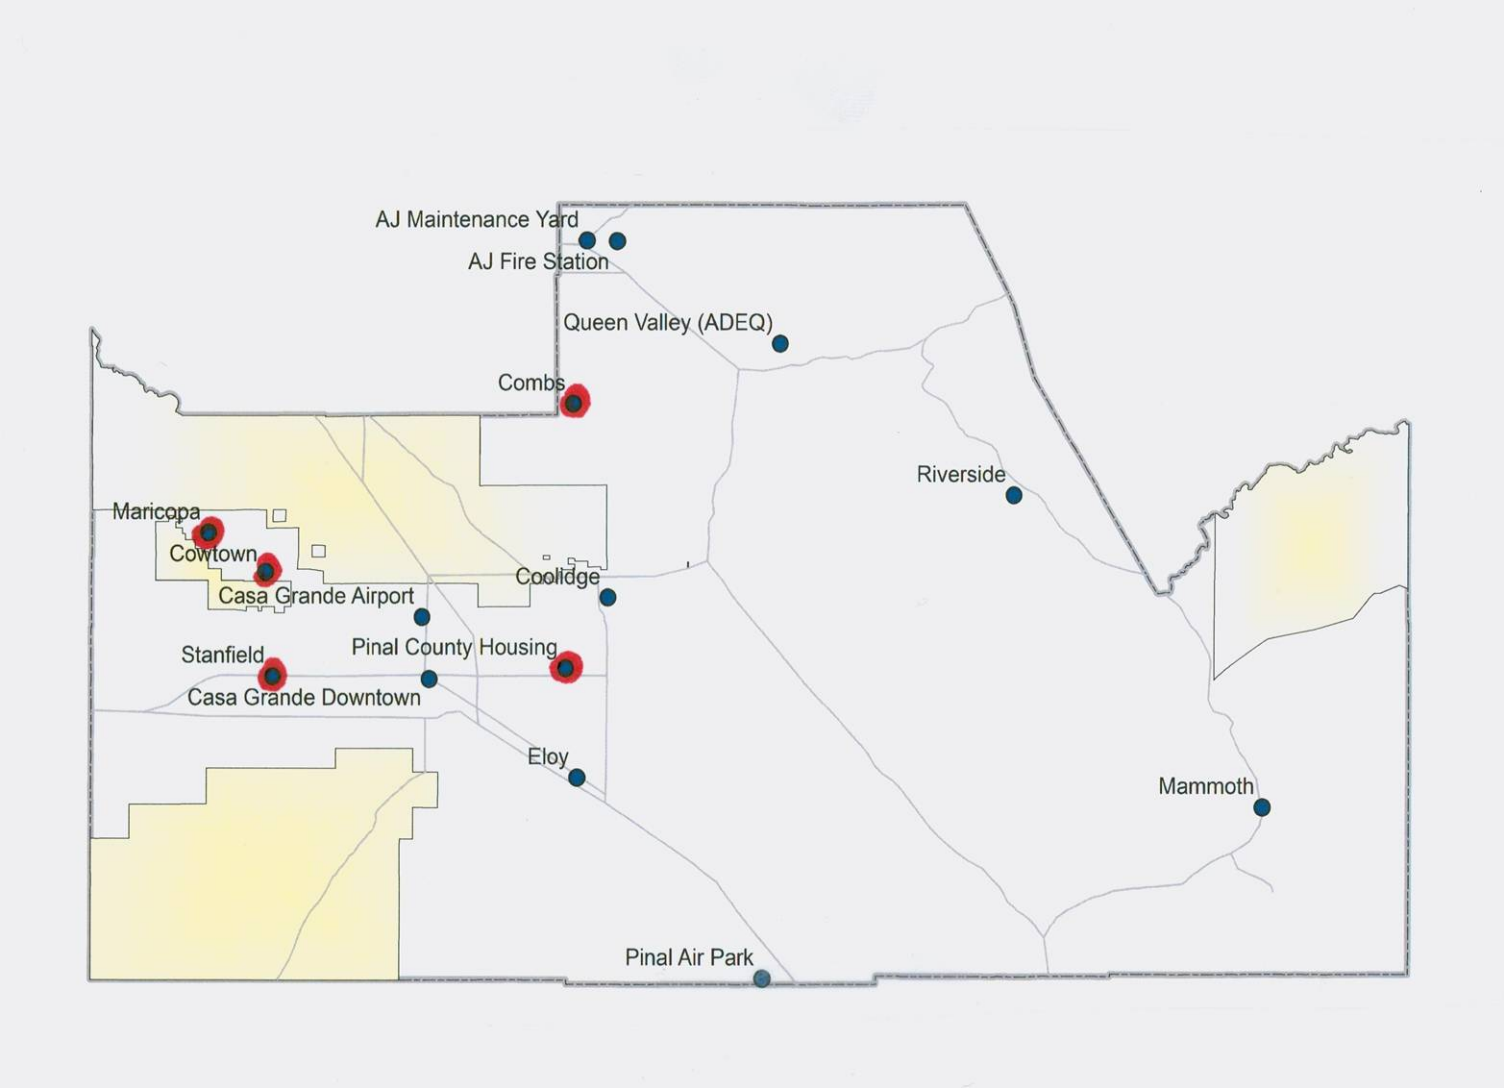 AJ Maintenance Yard
AJ Fire Station
Queen Valley (ADEQ)
Combs
Riverside
Maricopa
Cowtown
Coolidge
Casa Grande Airport
Pinal County Housing
Stanfield
Casa Grande Downtown
Eloy
Mammoth
Pinal Air Park